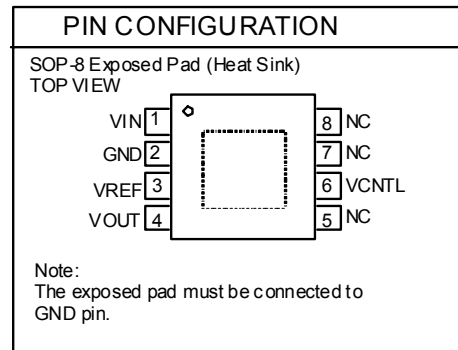 PIN CONFIGURATION
SOP-8 Exposed Pad (Heat Sink)
TOP VIEW
VIN 1
8 NC
GND 2
7 NC
VREF 3
6 VCNTL
VOUT 4
5 NC
Note:
The exposed pad must be connected to
GND pin.